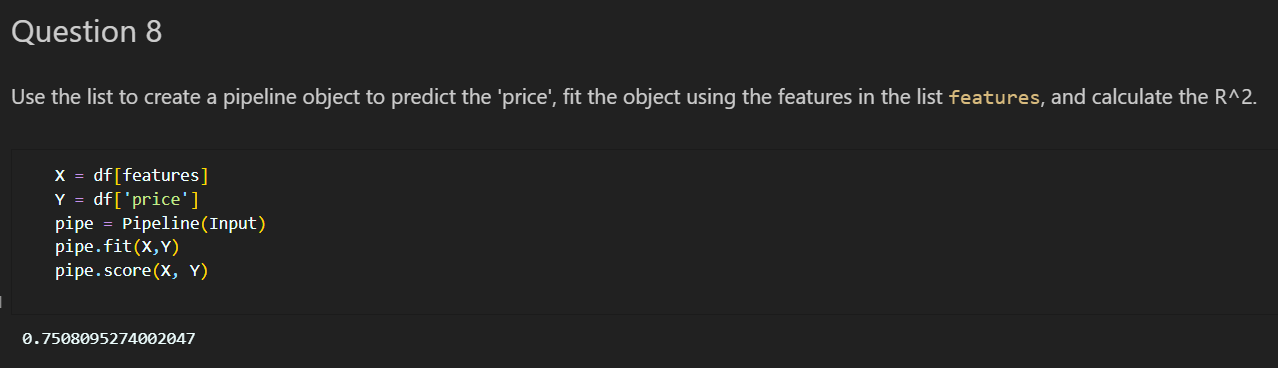 Question 8
Use the list to create a pipeline object to predict the 'price', fit the object using the features in the list features, and calculate the R^2.
X = df[features]
Y = df['price']
pipe = Pipeline(Input)
pipe.fit(X,Y)
pipe.score(X, Y)
0.7508095274002047